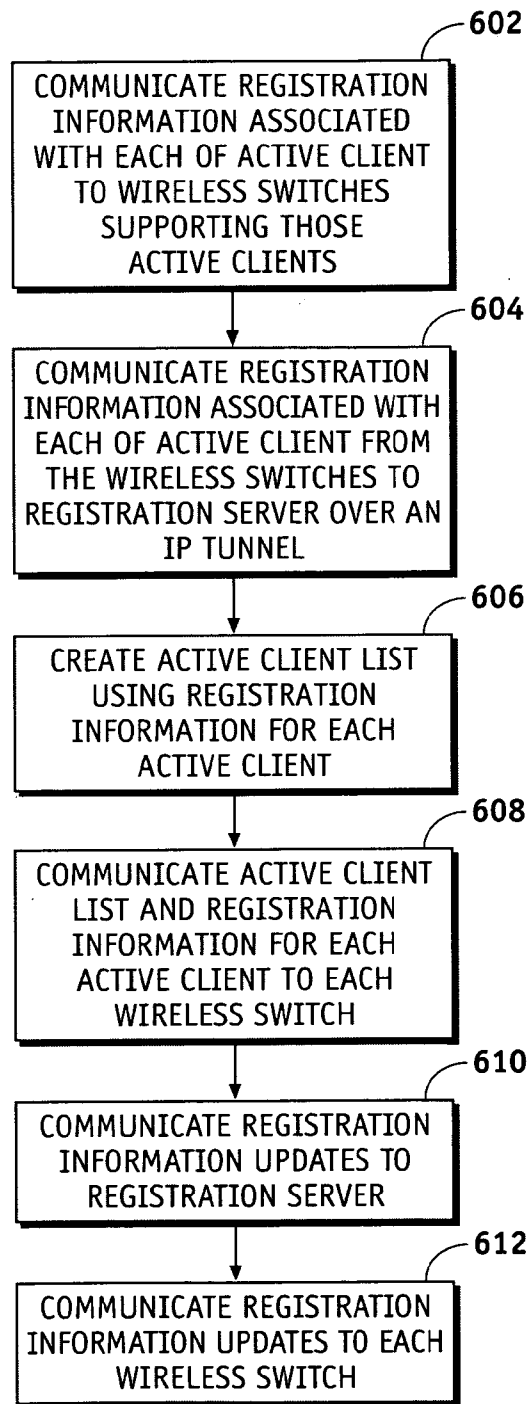 602
COMMUNICATE REGISTRATION
INFORMATION ASSOCIATED
WITH EACH OF ACTIVE CLIENT
TO WIRELESS SWITCHES
SUPPORTING THOSE
ACTIVE CLIENTS
604
COMMUNICATE REGISTRATION
INFORMATION ASSOCIATED WITH
EACH OF ACTIVE CLIENT FROM
THE WIRELESS SWITCHES TO
REGISTRATION SERVER OVER AN
IP TUNNEL
606
CREATE ACTIVE CLIENT LIST
USING REGISTRATION
INFORMATION FOR EACH
ACTIVE CLIENT
608
COMMUNICATE ACTIVE CLIENT
LIST AND REGISTRATION
INFORMATION FOR EACH
ACTIVE CLIENT TO EACH
WIRELESS SWITCH
610
COMMUNICATE REGISTRATION
INFORMATION UPDATES TO
REGISTRATION SERVER
612
COMMUNICATE REGISTRATION
INFORMATION UPDATES TO EACH
WIRELESS SWITCH